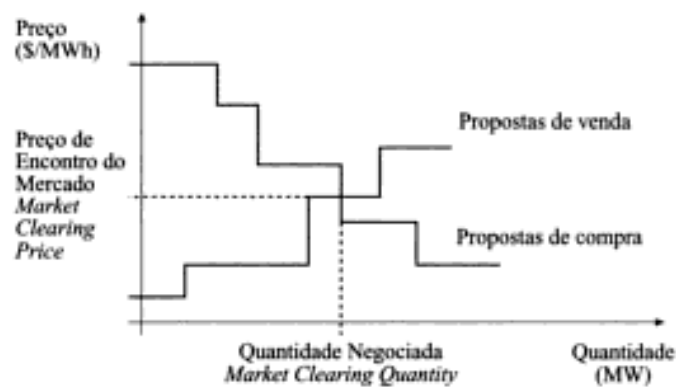 Preço
($/MWh)
Propostas de venda
Preço de
Encontro do
Mercado
Market
Clearing
Price
Propostas de compra
Quantidade Negociada
Market Clearing Quantity
Quantidade
(MW)